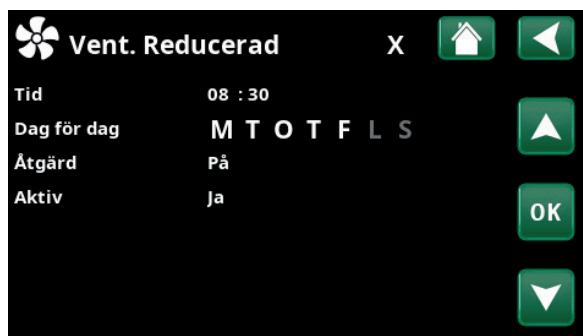 Vent. Reducerad X
Tid 08 : 30
Dag för dag M T O T F L S
Åtgärd På
Aktiv Ja
OK